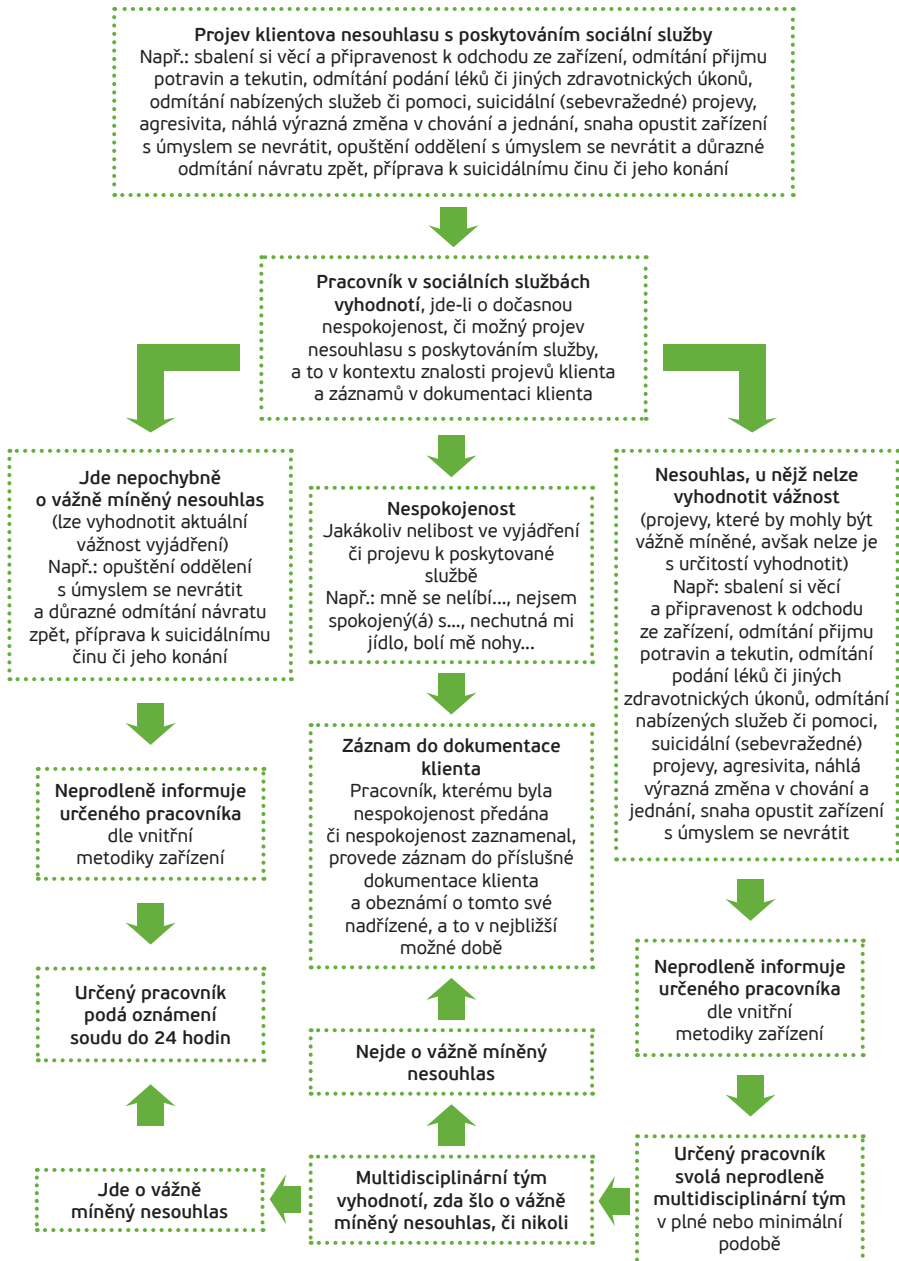 Projev klientova nesouhlasu s poskytováním sociální služby
Např.: sbalení si věcí a připravenost k odchodu ze zařízení, odmítání přijmu
potravin a tekutin, odmítání podání léků či jiných zdravotnických úkonů,
odmítání nabízených služeb či pomoci, suicidální (sebevražedné) projevy,
agresivita, náhlá výrazná změna v chování a jednání, snaha opustit zařízení
s úmyslem se nevrátit, opuštění oddělení s úmyslem se nevrátit a důrazné
odmítání návratu zpět, příprava k suicidálnímu činu či jeho konání
Pracovník v sociálních službách
vyhodnotí, jde-li o dočasnou
nespokojenost, či možný projev
nesouhlasu s poskytováním služby,
a to v kontextu znalosti projevů klienta
a záznamů v dokumentaci klienta
Jde nepochybně
o vážně míněný nesouhlas
(lze vyhodnotit aktuální
vážnost vyjádření)
Např.: opuštění oddělení
s úmyslem se nevrátit
a důrazné odmítání návratu
zpět, příprava k suicidálnímu
činu či jeho konání
Neprodleně informuje
určeného pracovníka
dle vnitřní
metodiky zařízení
Určený pracovník
podá oznámení
soudu do 24 hodin
Jde o vážně
míněný nesouhlas
Nespokojenost
Jakákoliv nelibost ve vyjádření
či projevu k poskytované
službě
Např.: mně se nelíbí..., nejsem
spokojený(á) s..., nechutná mi
jídlo, bolí mě nohy...
Záznam do dokumentace
klienta
Pracovník, kterému byla
nespokojenost předána
či nespokojenost zaznamenal,
provede záznam do příslušné
dokumentace klienta
a obeznámí o tomto své
nadřízené, a to v nejbližší
možné době
Nejde o vážně míněný
nesouhlas
Multidisciplinární tým
vyhodnotí, zda šlo o vážně
míněný nesouhlas, či nikoli
Nesouhlas, u nějž nelze
vyhodnotit vážnost
(projevy, které by mohly být
vážně míněné, avšak nelze je
s určitostí vyhodnotit)
Např: sbalení si věcí
a připravenost k odchodu
ze zařízení, odmítání přijmu
potravin a tekutin, odmítání
podání léků či jiných
zdravotnických úkonů, odmítání
nabízených služeb či pomoci,
suicidální (sebevražedné)
projevy, agresivita, náhlá
výrazná změna v chování a
jednání, snaha opustit zařízení
s úmyslem se nevrátit
Neprodleně informuje
určeného pracovníka
dle vnitřní
metodiky zařízení
Určený pracovník
svolá neprodleně
multidisciplinární tým
v plné nebo minimální
podobě